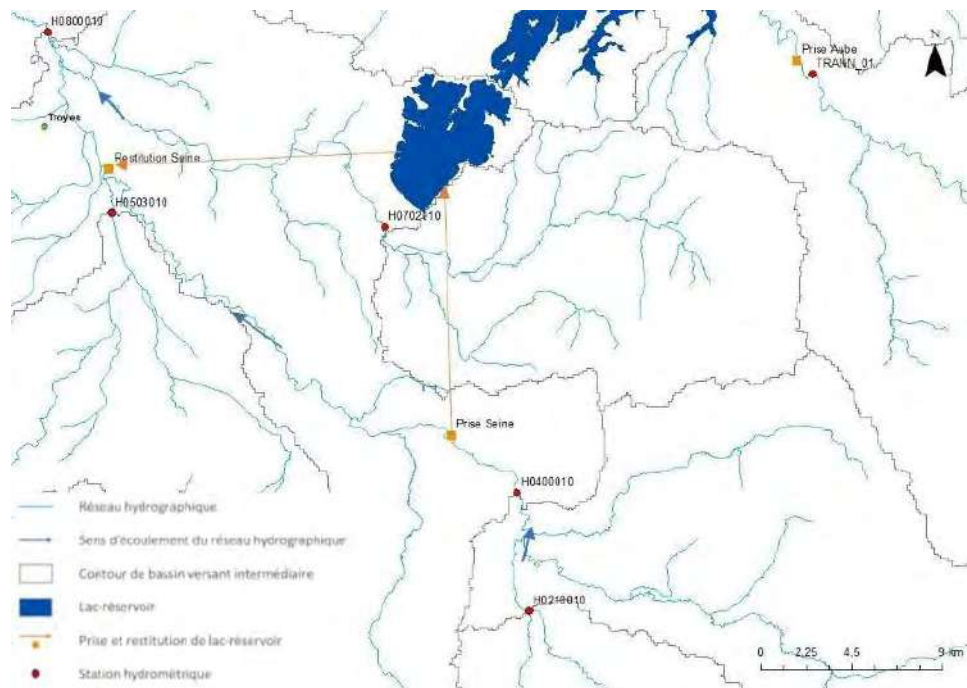 H0800010
Prise Aube
TRANN_01
N
Troyes
Restitution Seine
H0503010
H0702010
Prise Seine
H0400010
H0210010
Réseau hydrographique
Sens d'écoulement du réseau hydrographique
Contour de bassin versant intermédiaire
Lac-réservoir
Prise et restitution de lac-réservoir
Station hydrométrique
0 2,25 4,5 9 Km